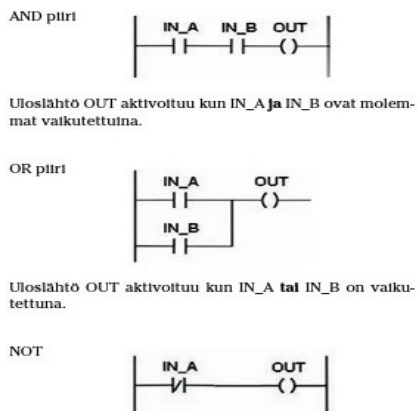 AND piiri
IN_A IN_B OUT
Uloslähtö OUT aktivoituu kun IN_A ja IN_B ovat molem-
mat vaikutettuina.
OR piiri
IN_A OUT
IN_B
Uloslähtö OUT aktivoituu kun IN_A tai IN_B on vaiku-
tettuna.
NOT
IN_A OUT